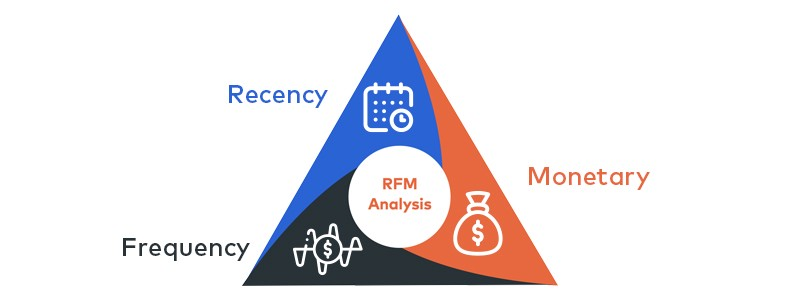 Recency
RFM
Analysis
Monetary
Frequency
$
$